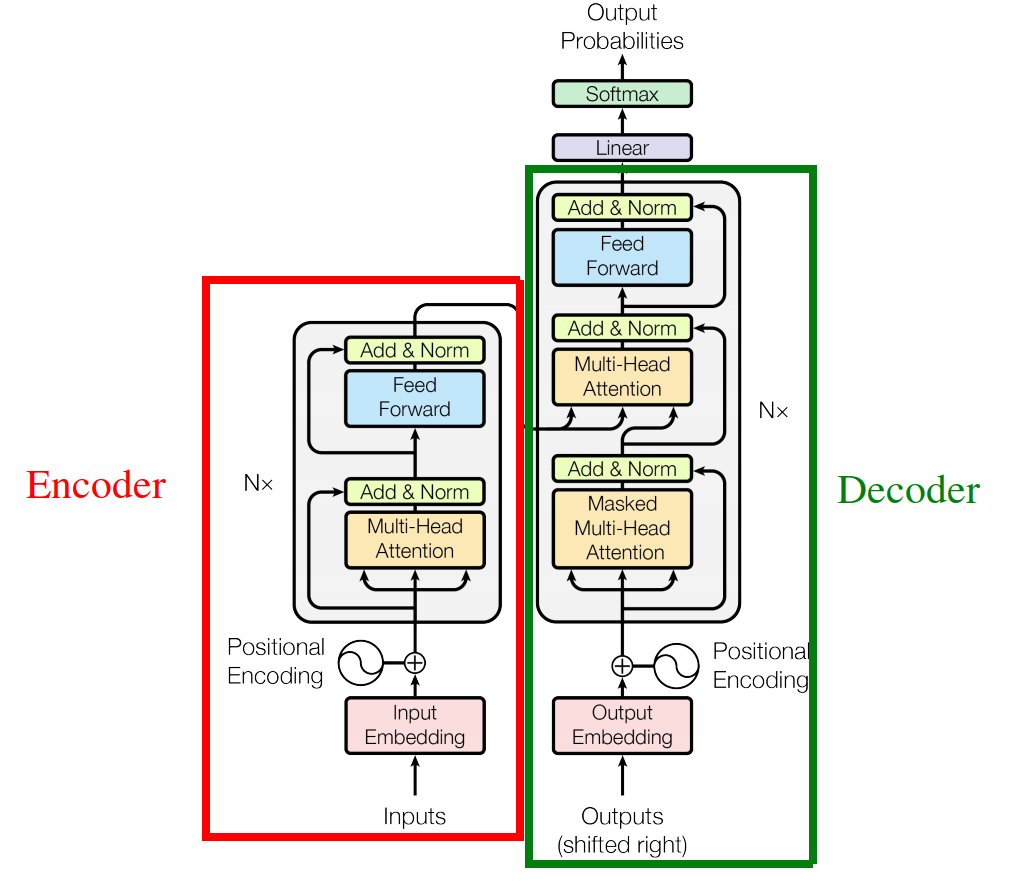 Output
Probabilities
Softmax
Linear
Add & Norm
Feed
Forward
Add & Norm
Multi-Head
Attention
Nx
Add & Norm
Masked
Multi-Head
Attention
Positional
Encoding
Output
Embedding
Outputs
(shifted right)
Decoder
Encoder
Nx
Add & Norm
Feed
Forward
Add & Norm
Multi-Head
Attention
Positional
Encoding
Input
Embedding
Inputs